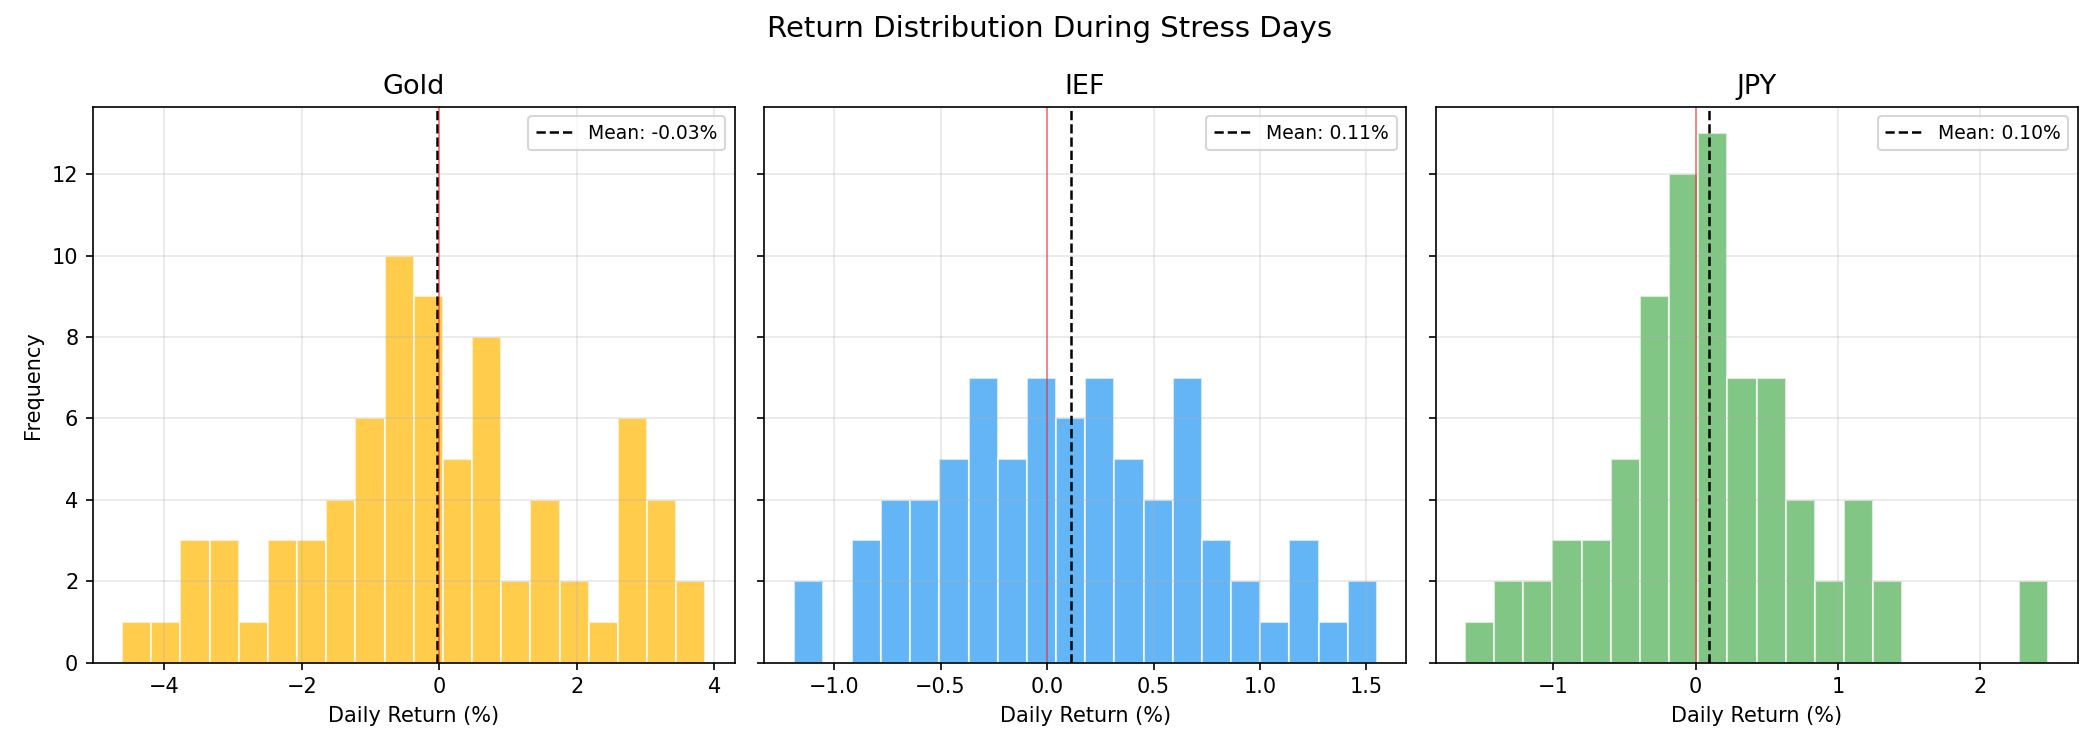 Return Distribution During Stress Days
Gold
Mean: -0.03%
Frequency
12
10
8
6
4
2
0
−4 −2 0 2 4
Daily Return (%)
IEF
Mean: 0.11%
−1.0 −0.5 0.0 0.5 1.0 1.5
Daily Return (%)
JPY
Mean: 0.10%
−1 0 1 2
Daily Return (%)